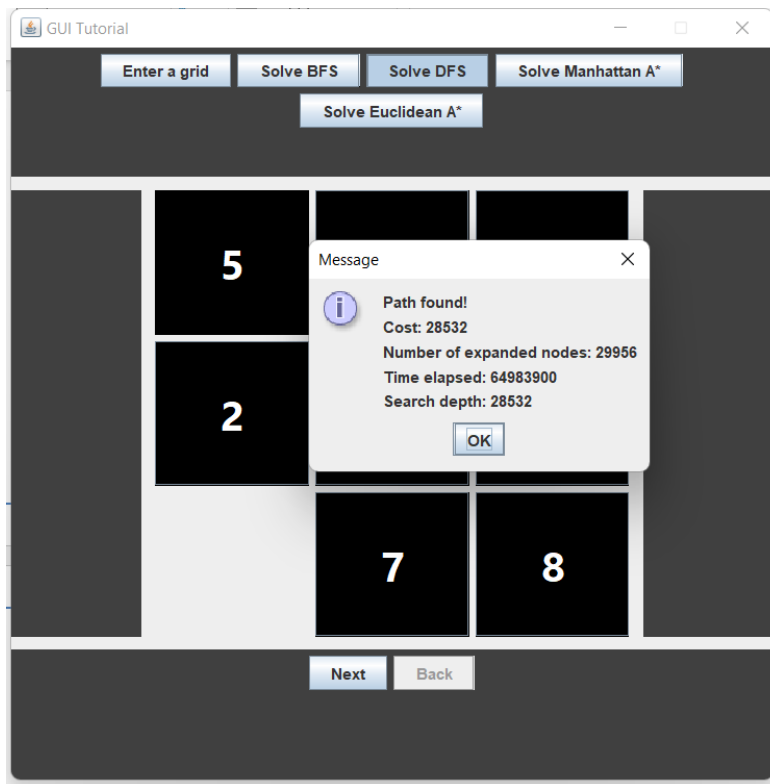 GUI Tutorial
Enter a grid
Solve BFS
Solve DFS
Solve Manhattan A*
Solve Euclidean A*
5
Message
i
Path found!
Cost: 28532
Number of expanded nodes: 29956
Time elapsed: 64983900
Search depth: 28532
OK
2
7
8
Next
Back